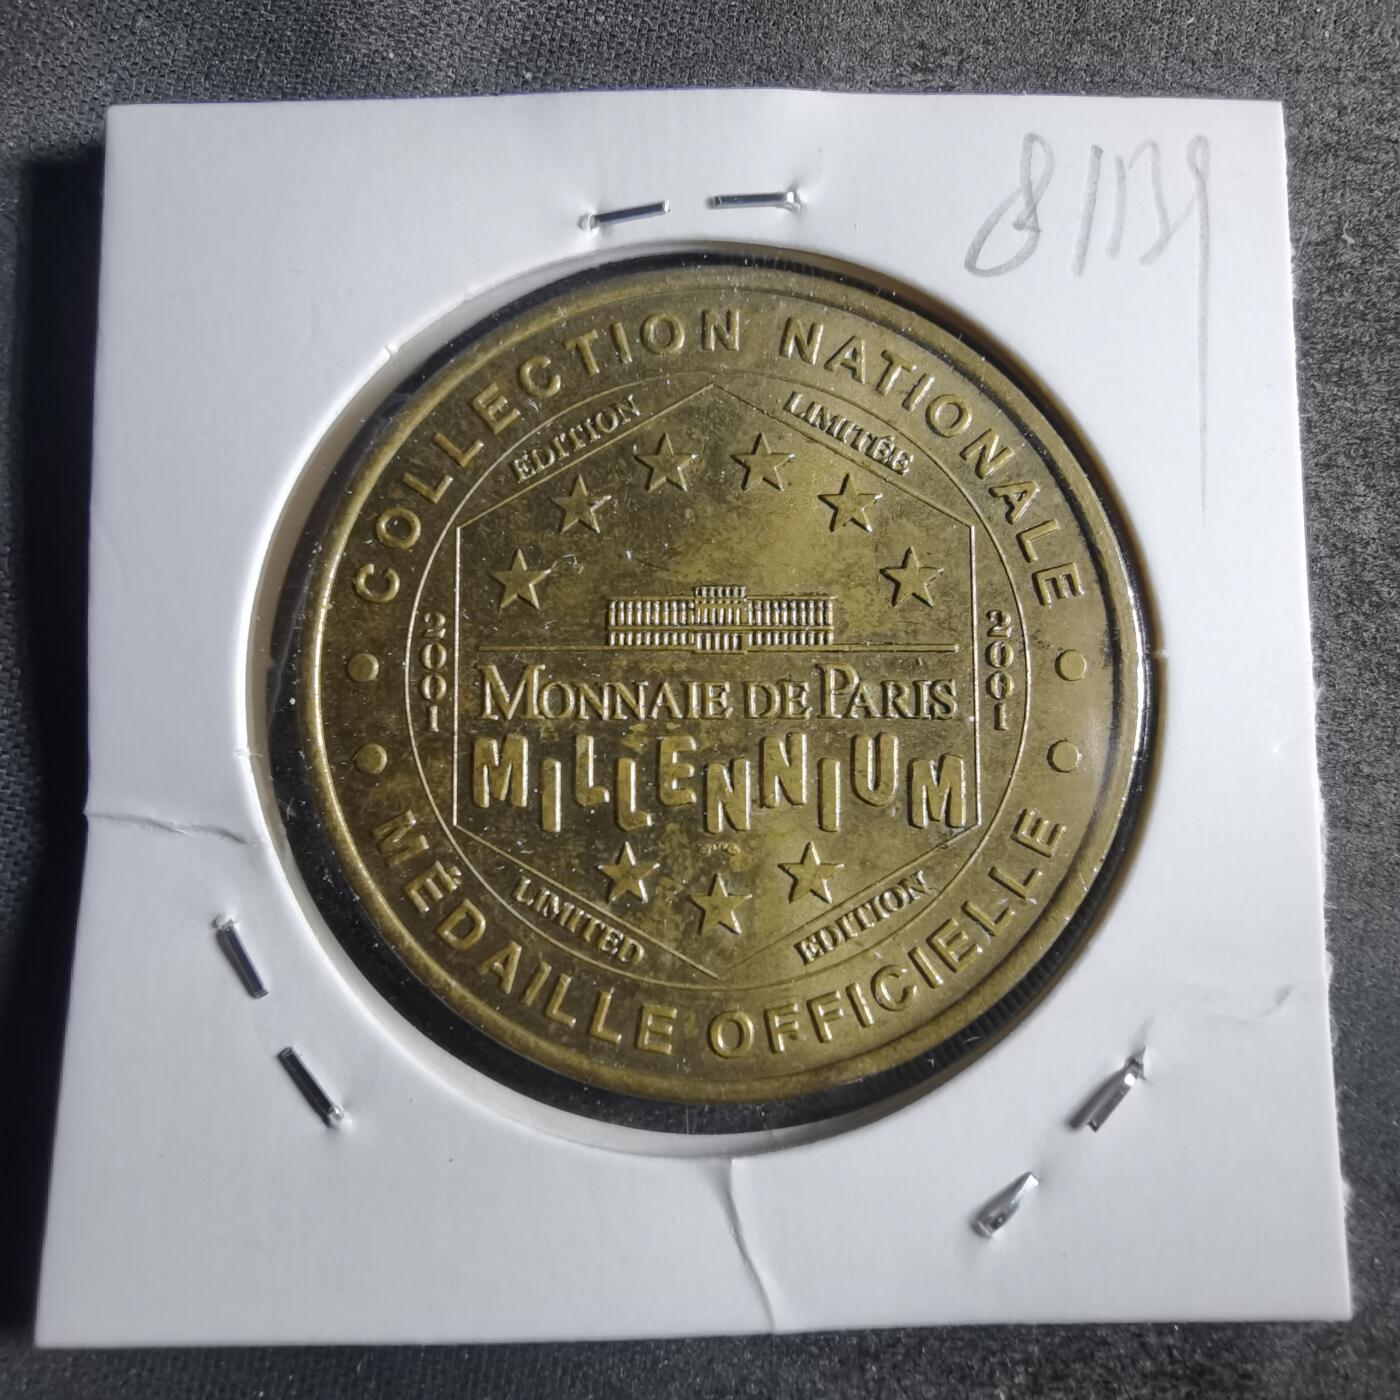 COLLECTION NATIONALE
EDITION LIMITÉE
2001 2001
MONNAIE DE PARIS
MILLENNIUM
LIMITED EDITION
MÉDAILLE OFFICIELLE